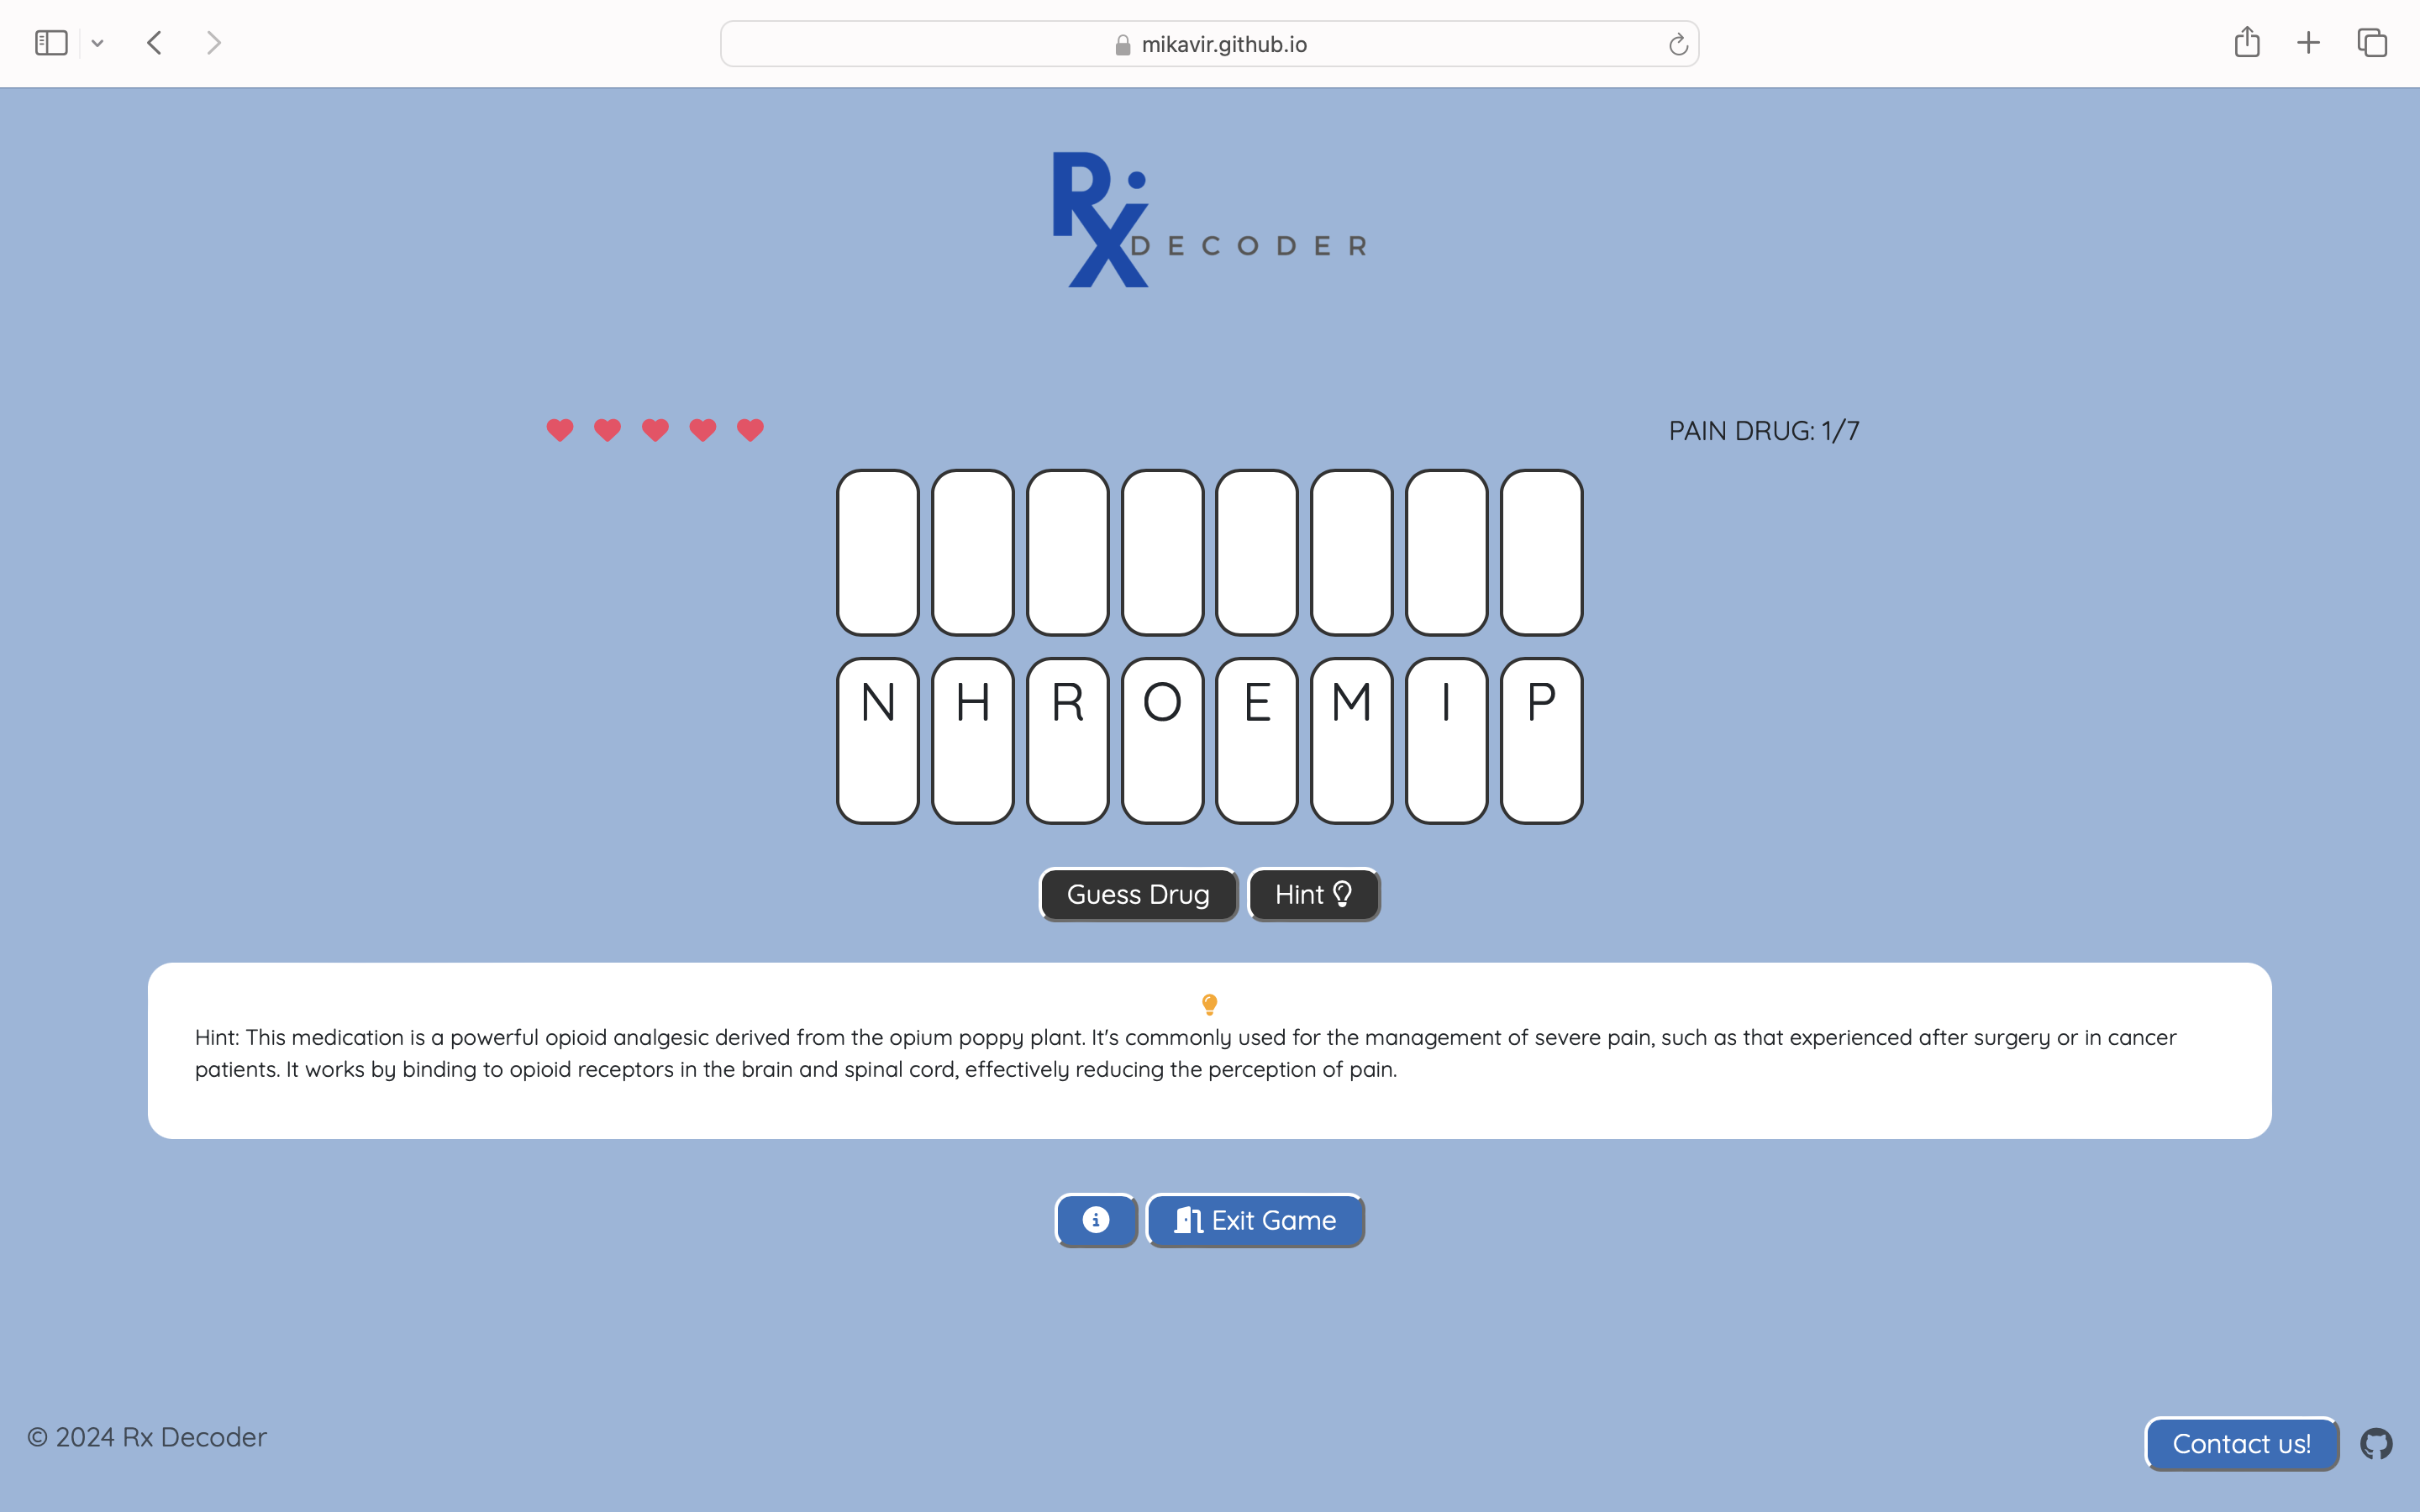 mikavir.github.io
Rx DECODER
PAIN DRUG: 1/7
N H R O E M I P
Guess Drug Hint
Hint: This medication is a powerful opioid analgesic derived from the opium poppy plant. It's commonly used for the management of severe pain, such as that experienced after surgery or in cancer
patients. It works by binding to opioid receptors in the brain and spinal cord, effectively reducing the perception of pain.
Exit Game
© 2024 Rx Decoder
Contact us!